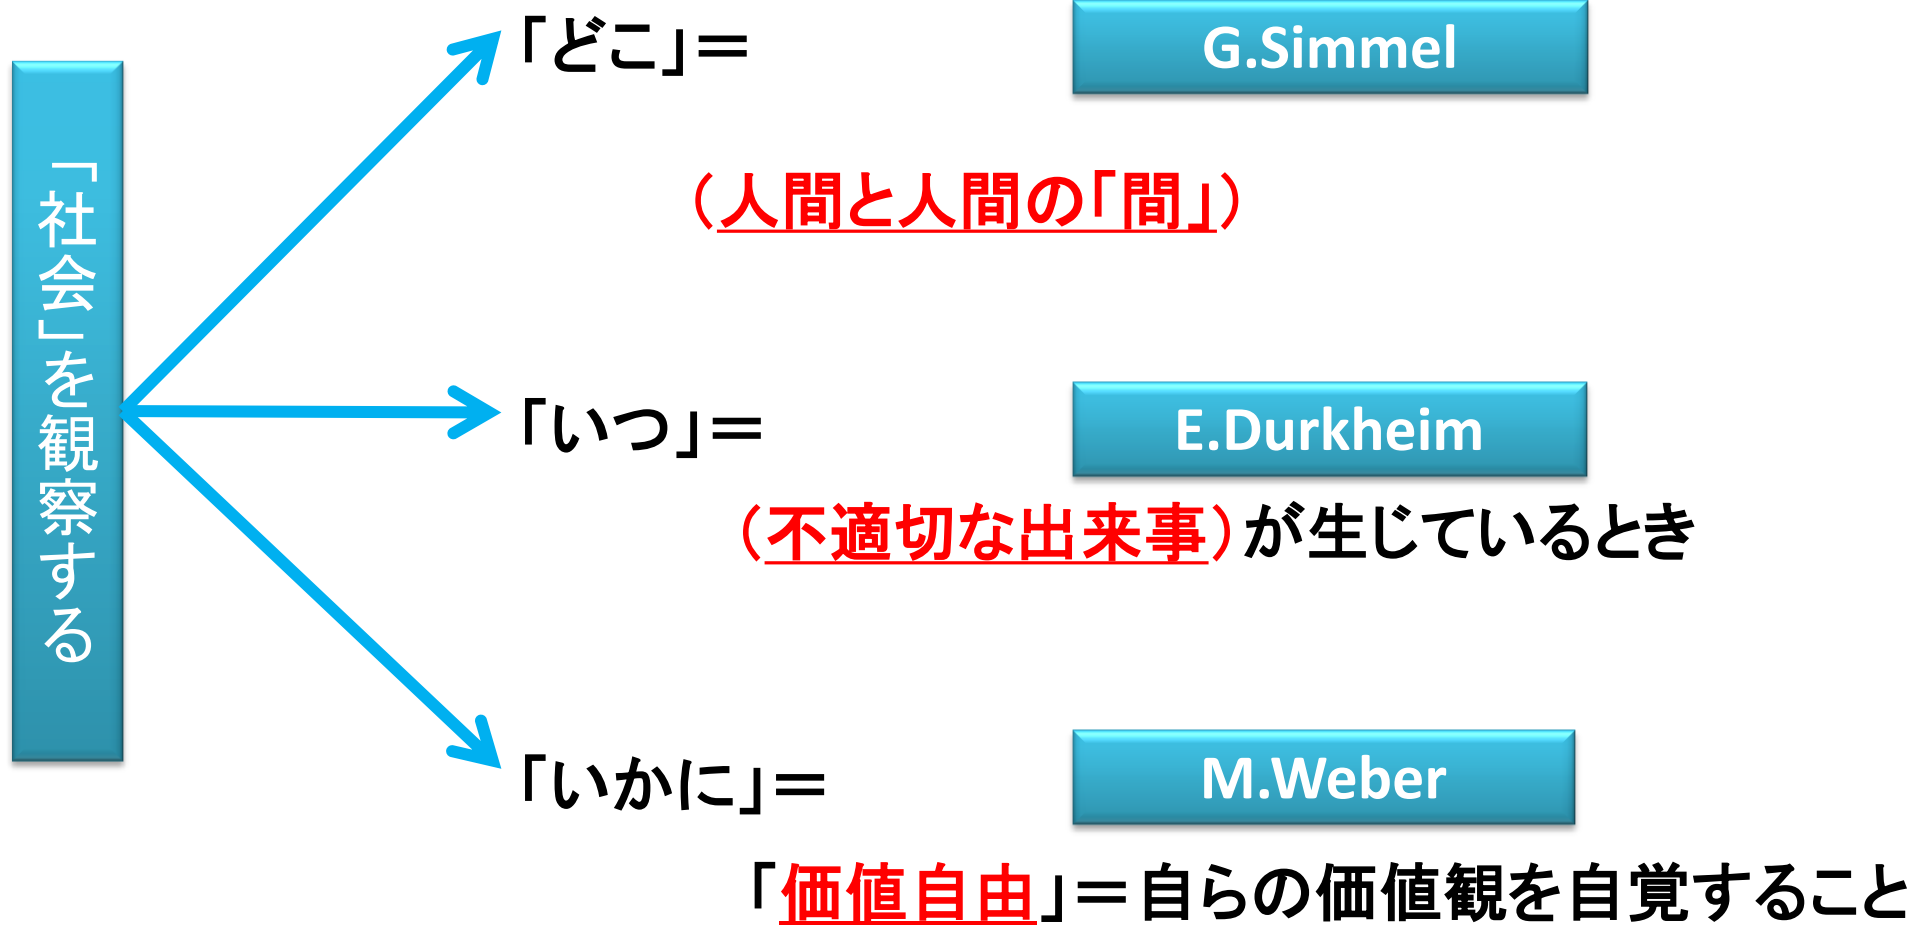 「社会」を観察する
「どこ」＝
G.Simmel
（人間と人間の「間」）
「いつ」＝
E.Durkheim
（不適切な出来事）が生じているとき
「いかに」＝
M.Weber
「価値自由」＝自らの価値観を自覚すること